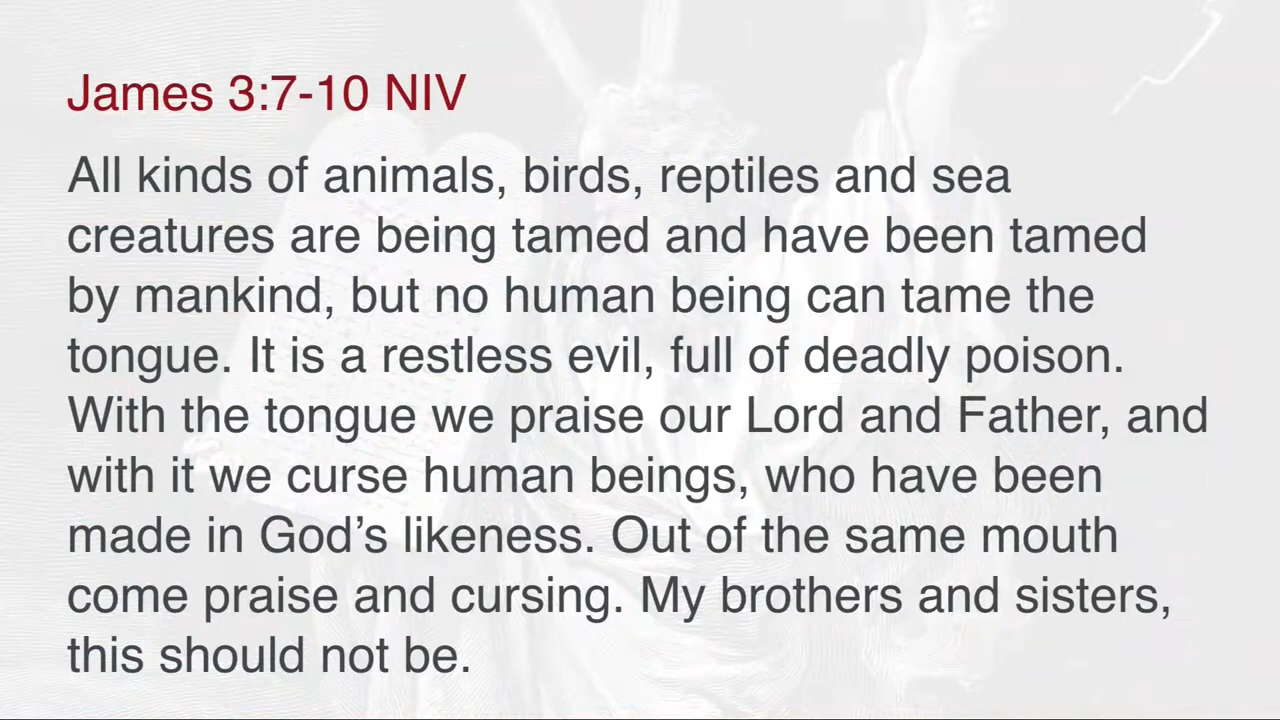 James 3:7-10 NIV
All kinds of animals, birds, reptiles and sea
creatures are being tamed and have been tamed
by mankind, but no human being can tame the
tongue. It is a restless evil, full of deadly poison.
With the tongue we praise our Lord and Father, and
with it we curse human beings, who have been
made in God’s likeness. Out of the same mouth
come praise and cursing. My brothers and sisters,
this should not be.